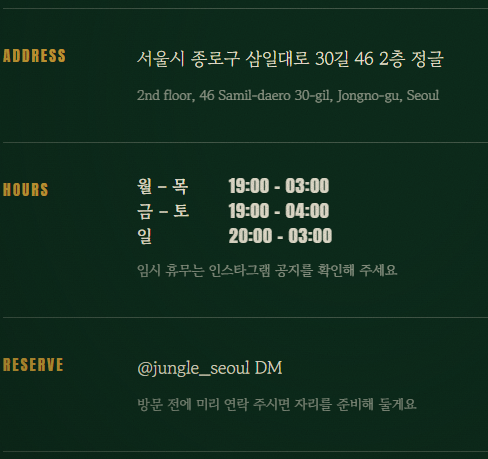 ADDRESS
서울시 종로구 삼일대로 30길 46 2층 정글
2nd floor, 46 Samil-daero 30-gil, Jongno-gu, Seoul
HOURS
월 – 목 19:00 - 03:00
금 – 토 19:00 - 04:00
일 20:00 - 03:00
임시 휴무는 인스타그램 공지를 확인해 주세요
RESERVE
@jungle_seoul DM
방문 전에 미리 연락 주시면 자리를 준비해 둘게요